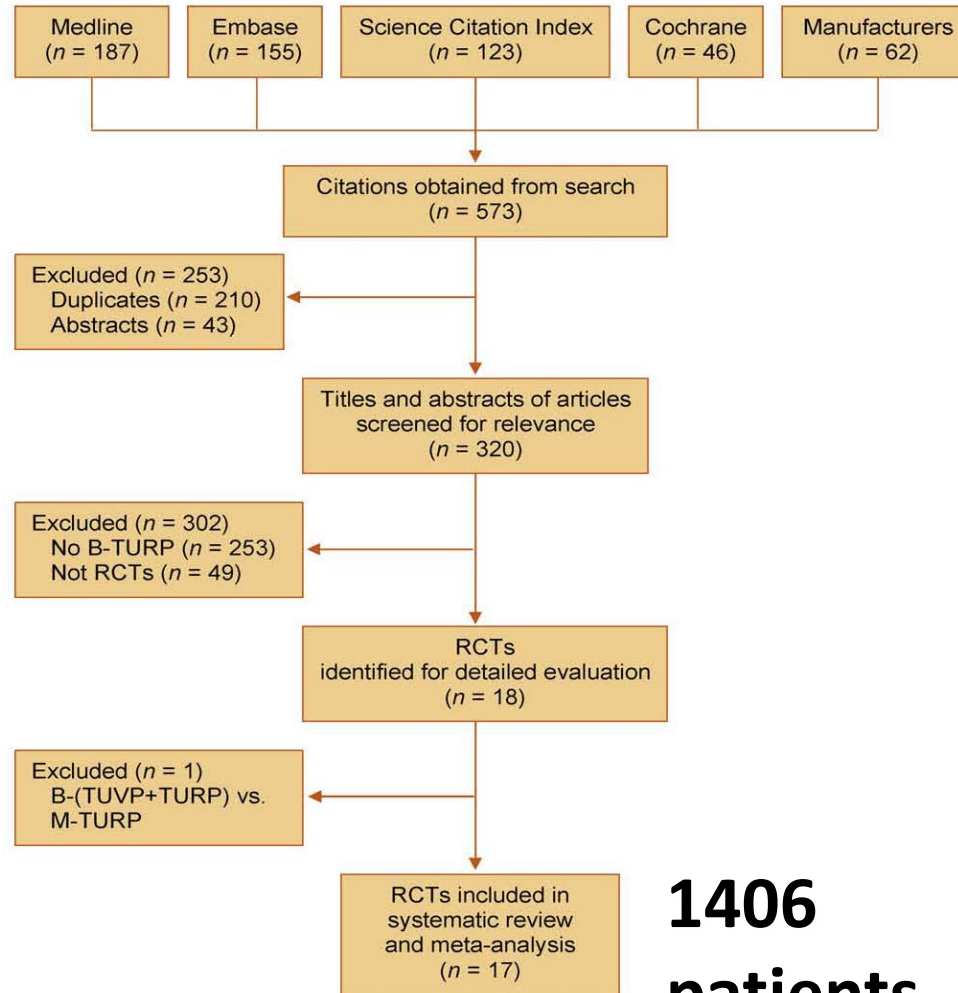 Medline
(n = 187)
Embase
(n = 155)
Science Citation Index
(n = 123)
Cochrane
(n = 46)
Manufacturers
(n = 62)
Citations obtained from search
(n = 573)
Excluded (n = 253)
Duplicates (n = 210)
Abstracts (n = 43)
Titles and abstracts of articles
screened for relevance
(n = 320)
Excluded (n = 302)
No B-TURP (n = 253)
Not RCTs (n = 49)
RCTs
identified for detailed evaluation
(n = 18)
Excluded (n = 1)
B-(TUVP+TURP) vs.
M-TURP
RCTs included in
systematic review
and meta-analysis
(n = 17)
1406
patients